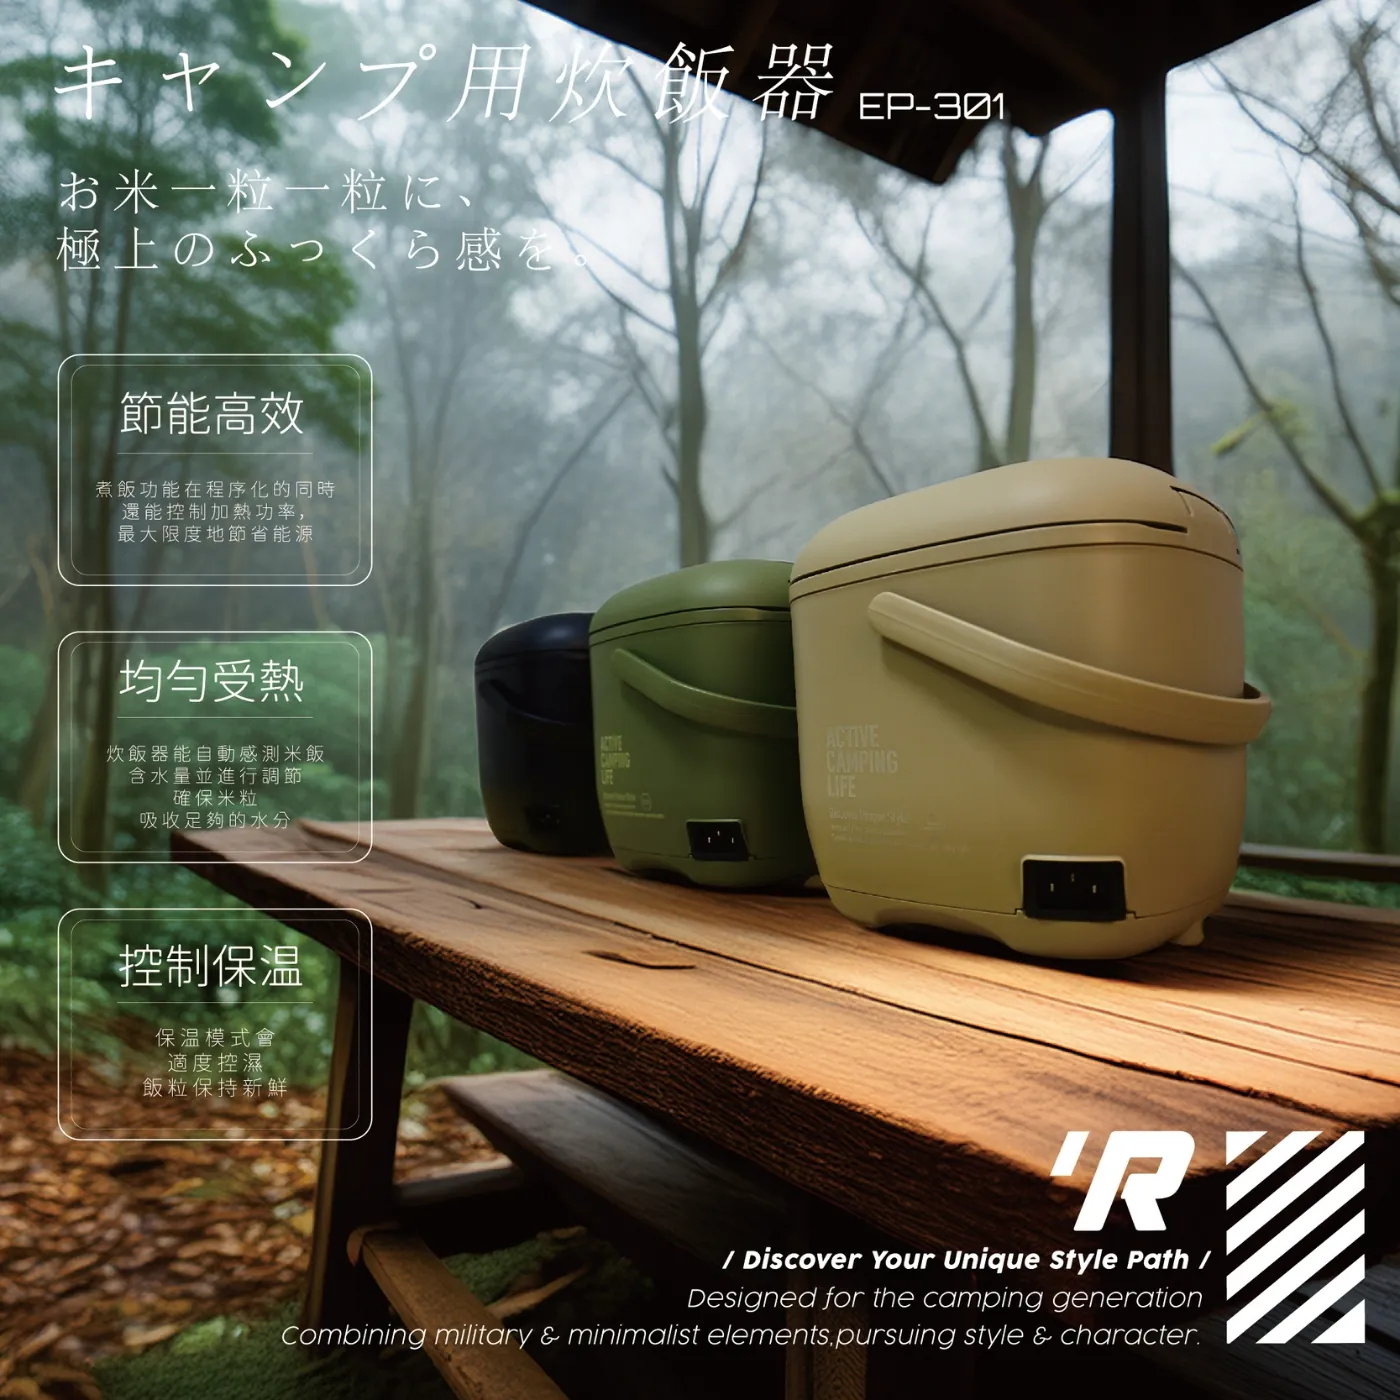 キャンプ用炊飯器 EP-301
お米一粒一粒に、
極上のふっくら感を。
節能高效
煮飯功能在程序化的同時
還能控制加熱功率,
最大限度地節省能源
均勻受熱
炊飯器能自動感測米飯
含水量並進行調節
確保米粒
吸收足夠的水分
控制保温
保温模式會
適度控濕
飯粒保持新鮮
ACTIVE
CAMPING
LIFE
ACTIVE
CAMPING
LIFE
'R
/ Discover Your Unique Style Path /
Designed for the camping generation
Combining military & minimalist elements,pursuing style & character.